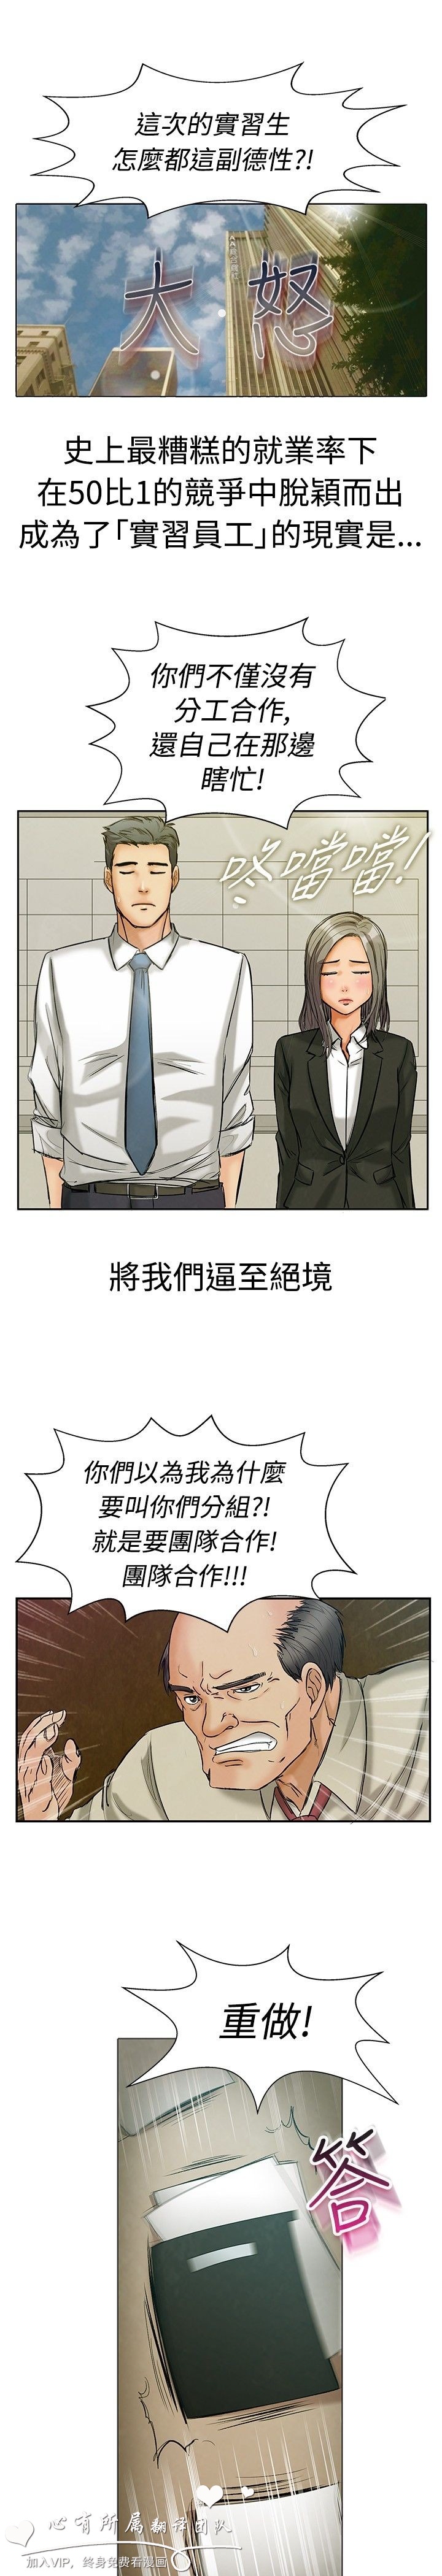 這次的實習生
怎麼都這副德性?!
大怒
史上最糟糕的就業率下
在50比1的競爭中脫穎而出
成為了「實習員工」的現實是...
你們不僅沒有
分工合作,
還自己在那邊
瞎忙!
咚噹噹!
將我們逼至絕境
你們以為我為什麼
要叫你們分組?!
就是要團隊合作!
團隊合作!!!
重做!
答
心有所属翻译团队
加入VIP，终身免费看漫画